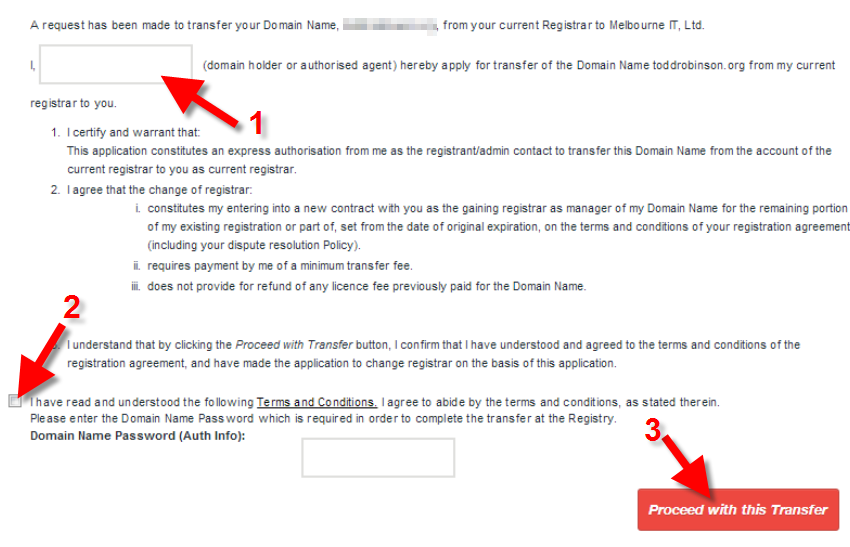 A request has been made to transfer your Domain Name, , from your current Registrar to Melbourne IT, Ltd.
I, (domain holder or authorised agent) hereby apply for transfer of the Domain Name toddrobinson.org from my current
registrar to you.
1
1. I certify and warrant that:
This application constitutes an express authorisation from me as the registrant/admin contact to transfer this Domain Name from the account of the
current registrar to you as current registrar.
2. I agree that the change of registrar:
i. constitutes my entering into a new contract with you as the gaining registrar as manager of my Domain Name for the remaining portion
of my existing registration or part of, set from the date of original expiration, on the terms and conditions of your registration agreement
(including your dispute resolution Policy).
ii. requires payment by me of a minimum transfer fee.
iii. does not provide for refund of any licence fee previously paid for the Domain Name.
2
I understand that by clicking the Proceed with Transfer button, I confirm that I have understood and agreed to the terms and conditions of the
registration agreement, and have made the application to change registrar on the basis of this application.
I have read and understood the following Terms and Conditions. I agree to abide by the terms and conditions, as stated therein.
Please enter the Domain Name Password which is required in order to complete the transfer at the Registry.
Domain Name Password (Auth Info):
3
Proceed with this Transfer